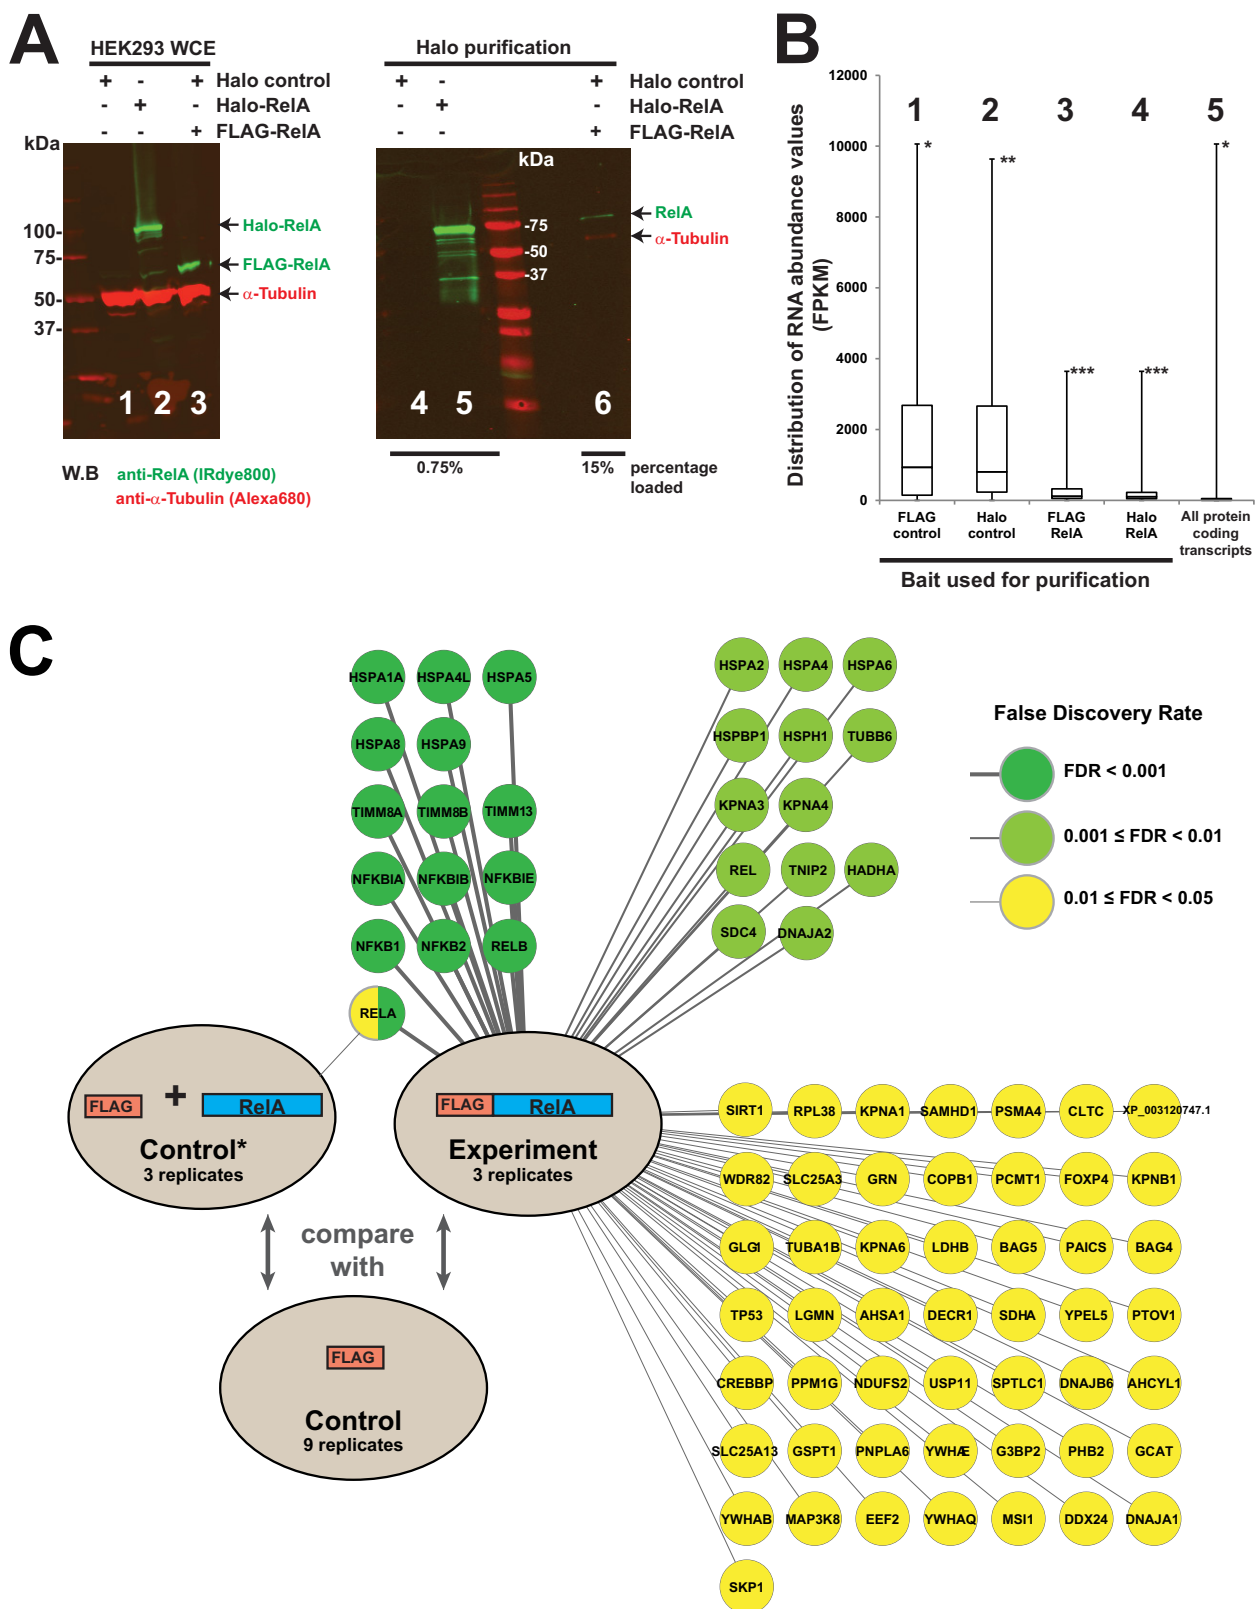 A
HEK293 WCE
+ - + Halo control
- + - Halo-RelA
- - + FLAG-RelA
kDa
100-
75-
50-
37-
Halo-RelA
FLAG-RelA
α-Tubulin
1 2 3
W.B anti-RelA (IRdye800)
anti-α-Tubulin (Alexa680)
Halo purification
+ - + Halo control
- + - Halo-RelA
- - + FLAG-RelA
kDa
-75
-50
-37
RelA
α-Tubulin
4 5 6
0.75% 15% percentage
loaded
B
Distribution of RNA abundance values
(FPKM)
12000
10000
8000
6000
4000
2000
0
1 2 3 4 5
* ** *** *** *
FLAG control
Halo control
FLAG RelA
Halo RelA
All protein coding transcripts
Bait used for purification
C
HSPA1A HSPA4L HSPA5
HSPA8 HSPA9
TIMM8A TIMM8B TIMM13
NFKBIA NFKBIB NFKBIE
NFKB1 NFKB2 RELB
RELA
HSPA2 HSPA4 HSPA6
HSPBP1 HSPH1 TUBB6
KPNA3 KPNA4
REL TNIP2 HADHA
SDC4 DNAJA2
False Discovery Rate
FDR < 0.001
0.001 ≤ FDR < 0.01
0.01 ≤ FDR < 0.05
FLAG + RelA
Control*
3 replicates
FLAG RelA
Experiment
3 replicates
compare
with
FLAG
Control
9 replicates
SIRT1 RPL38 KPNA1 SAMHD1 PSMA4 CLTC XP_003120747.1
WDR82 SLC25A3 GRN COPB1 PCMT1 FOXP4 KPNB1
GLG1 TUBA1B KPNA6 LDHB BAG5 PAICS BAG4
TP53 LGMN AHSA1 DECR1 SDHA YPEL5 PTOV1
CREBBP PPM1G NDUFS2 USP11 SPTLC1 DNAJB6 AHCYL1
SLC25A13 GSPT1 PNPLA6 YWHAE G3BP2 PHB2 GCAT
YWHAB MAP3K8 EEF2 YWHAQ MSI1 DDX24 DNAJA1
SKP1